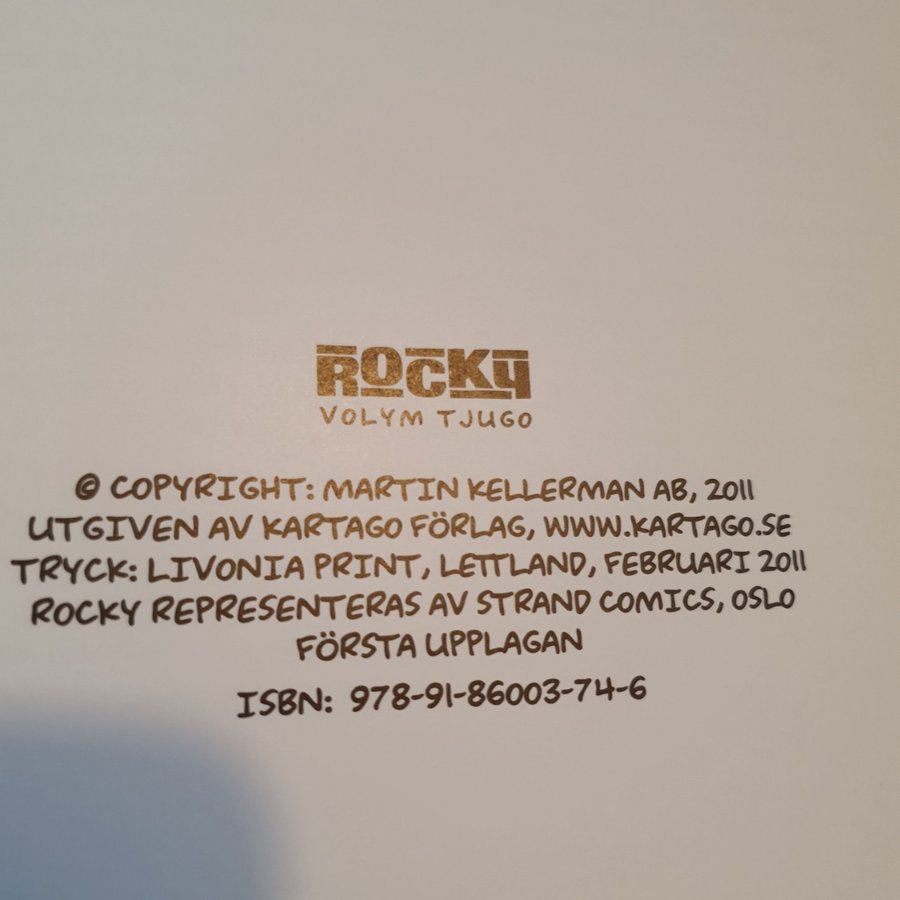 ROCKY
VOLYM TJUGO
© COPYRIGHT: MARTIN KELLERMAN AB, 2011
UTGIVEN AV KARTAGO FÖRLAG, WWW.KARTAGO.SE
TRYCK: LIVONIA PRINT, LETTLAND, FEBRUARI 2011
ROCKY REPRESENTERAS AV STRAND COMICS, OSLO
FÖRSTA UPPLAGAN
ISBN: 978-91-86003-74-6